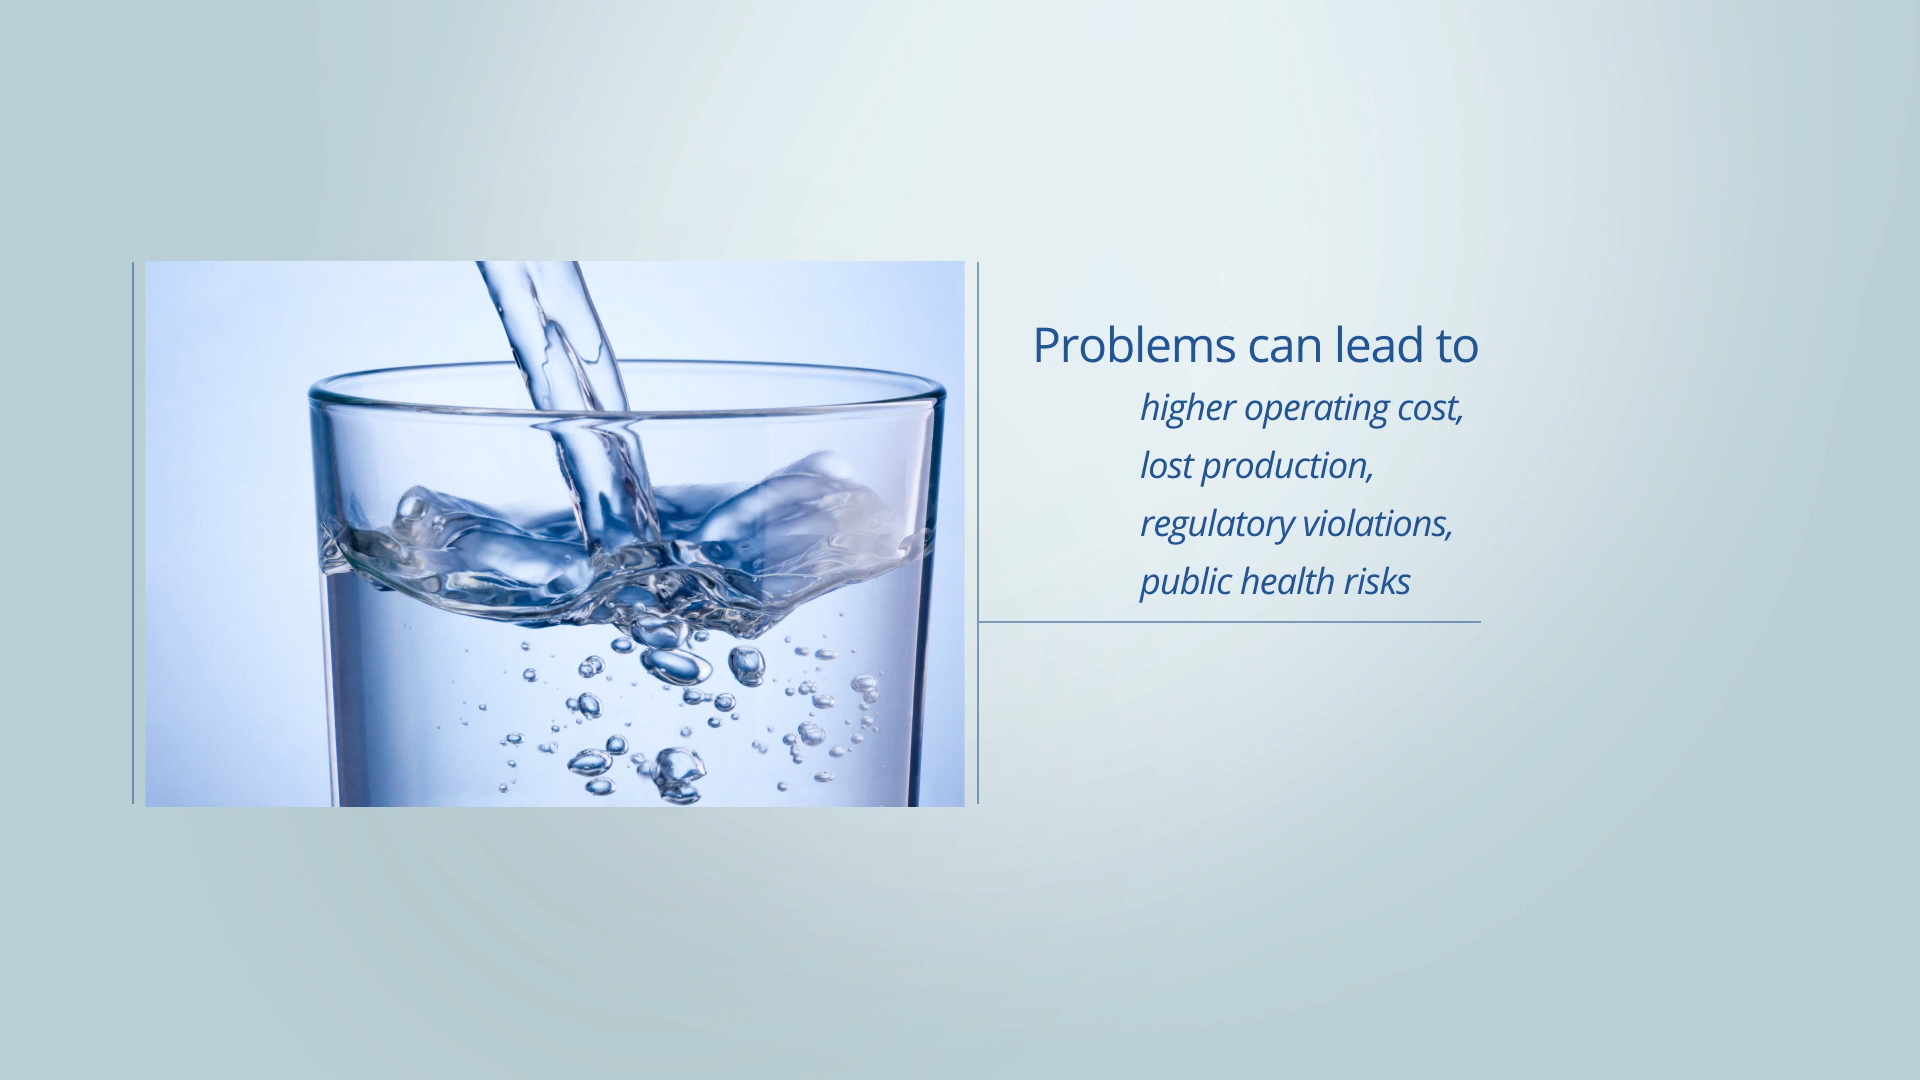 Problems can lead to
higher operating cost,
lost production,
regulatory violations,
public health risks